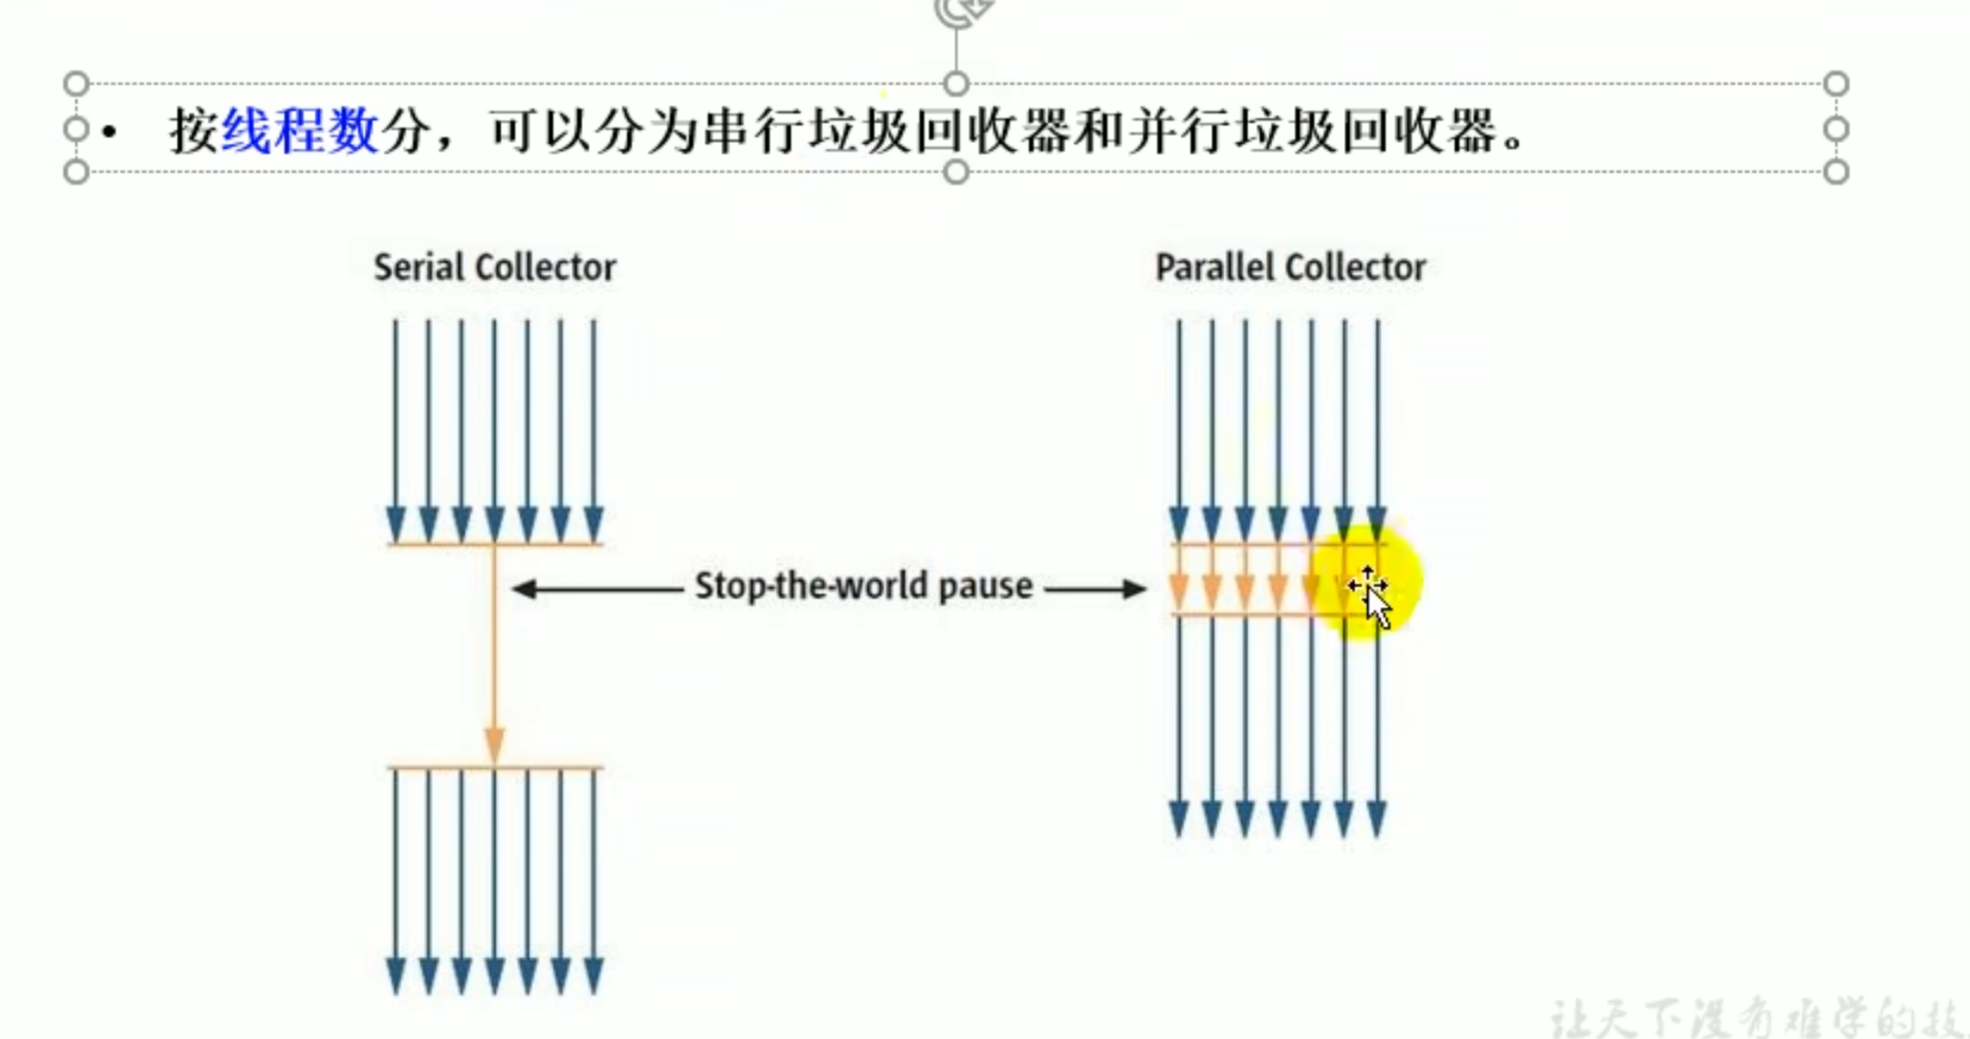 • 按线程数分，可以分为串行垃圾回收器和并行垃圾回收器。
Serial Collector
Parallel Collector
Stop-the-world pause
让天下没有难学的技